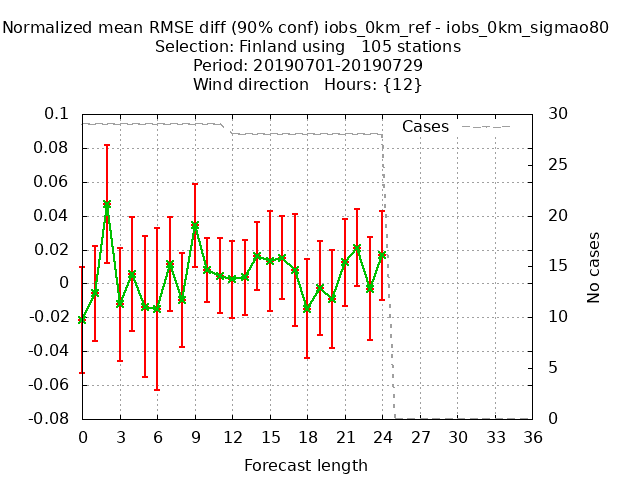 Normalized mean RMSE diff (90% conf) iobs_0km_ref - iobs_0km_sigmao80
Selection: Finland using   105 stations
Period: 20190701-20190729
Wind direction   Hours: {12}
Cases
0.1
0.08
0.06
0.04
0.02
0
-0.02
-0.04
-0.06
-0.08
30
25
20
15
10
5
0
No cases
0 3 6 9 12 15 18 21 24 27 30 33 36
Forecast length